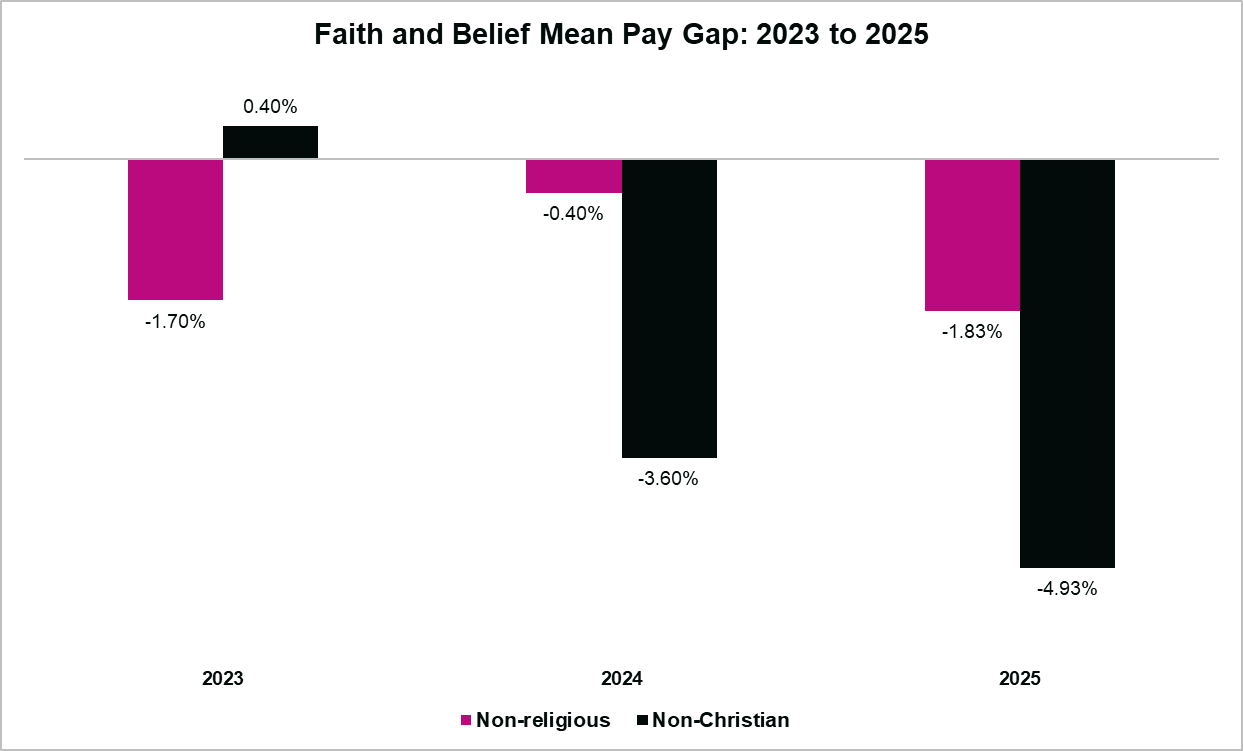 Faith and Belief Mean Pay Gap: 2023 to 2025
0.40%
-0.40%
-1.70%
-1.83%
-3.60%
-4.93%
2023 2024 2025
Non-religious Non-Christian